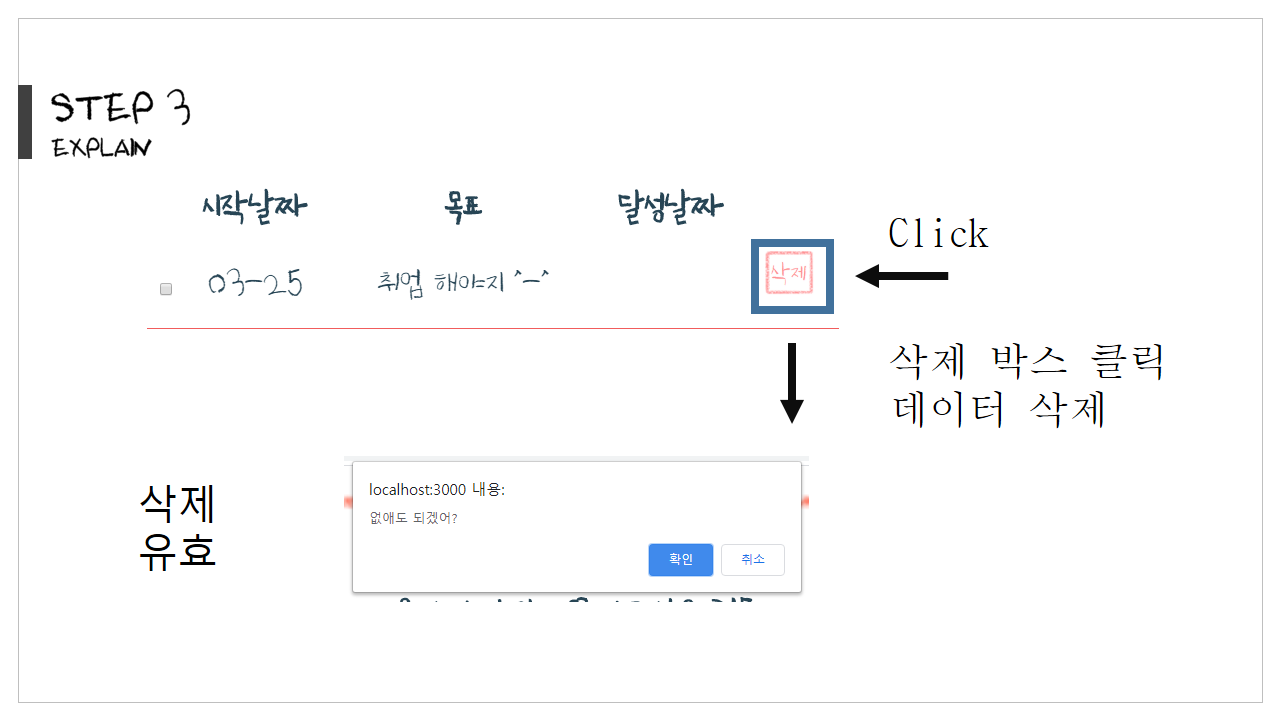 STEP 3
EXPLAIN
시작날짜 목표 달성날짜
Click
03-25 취업 해야지 ^-^ 삭제
삭제 박스 클릭
데이터 삭제
삭제
유효
localhost:3000 내용:
없애도 되겠어?
확인 취소